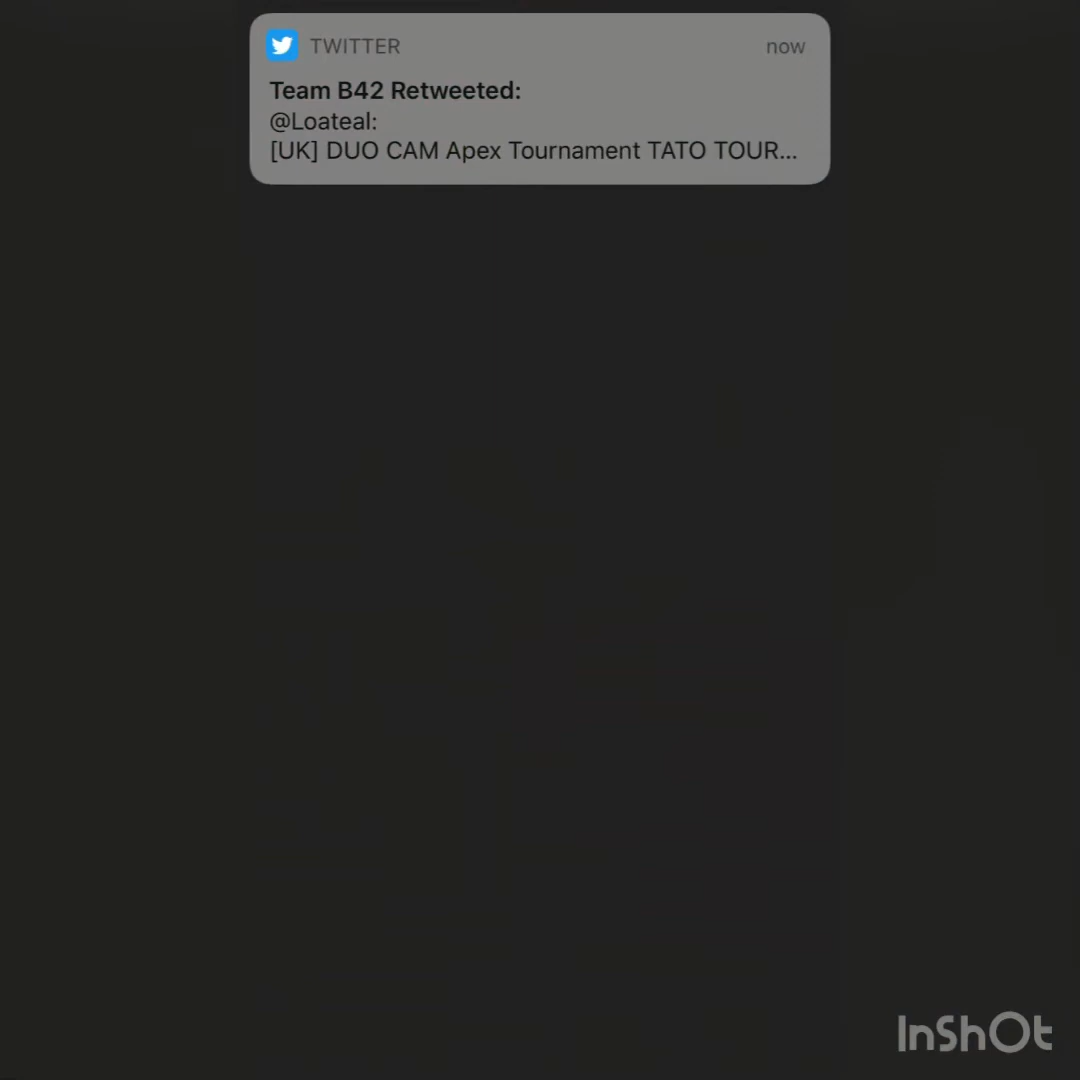 TWITTER now
Team B42 Retweeted:
@Loateal:
[UK] DUO CAM Apex Tournament TATO TOUR...
InShOt